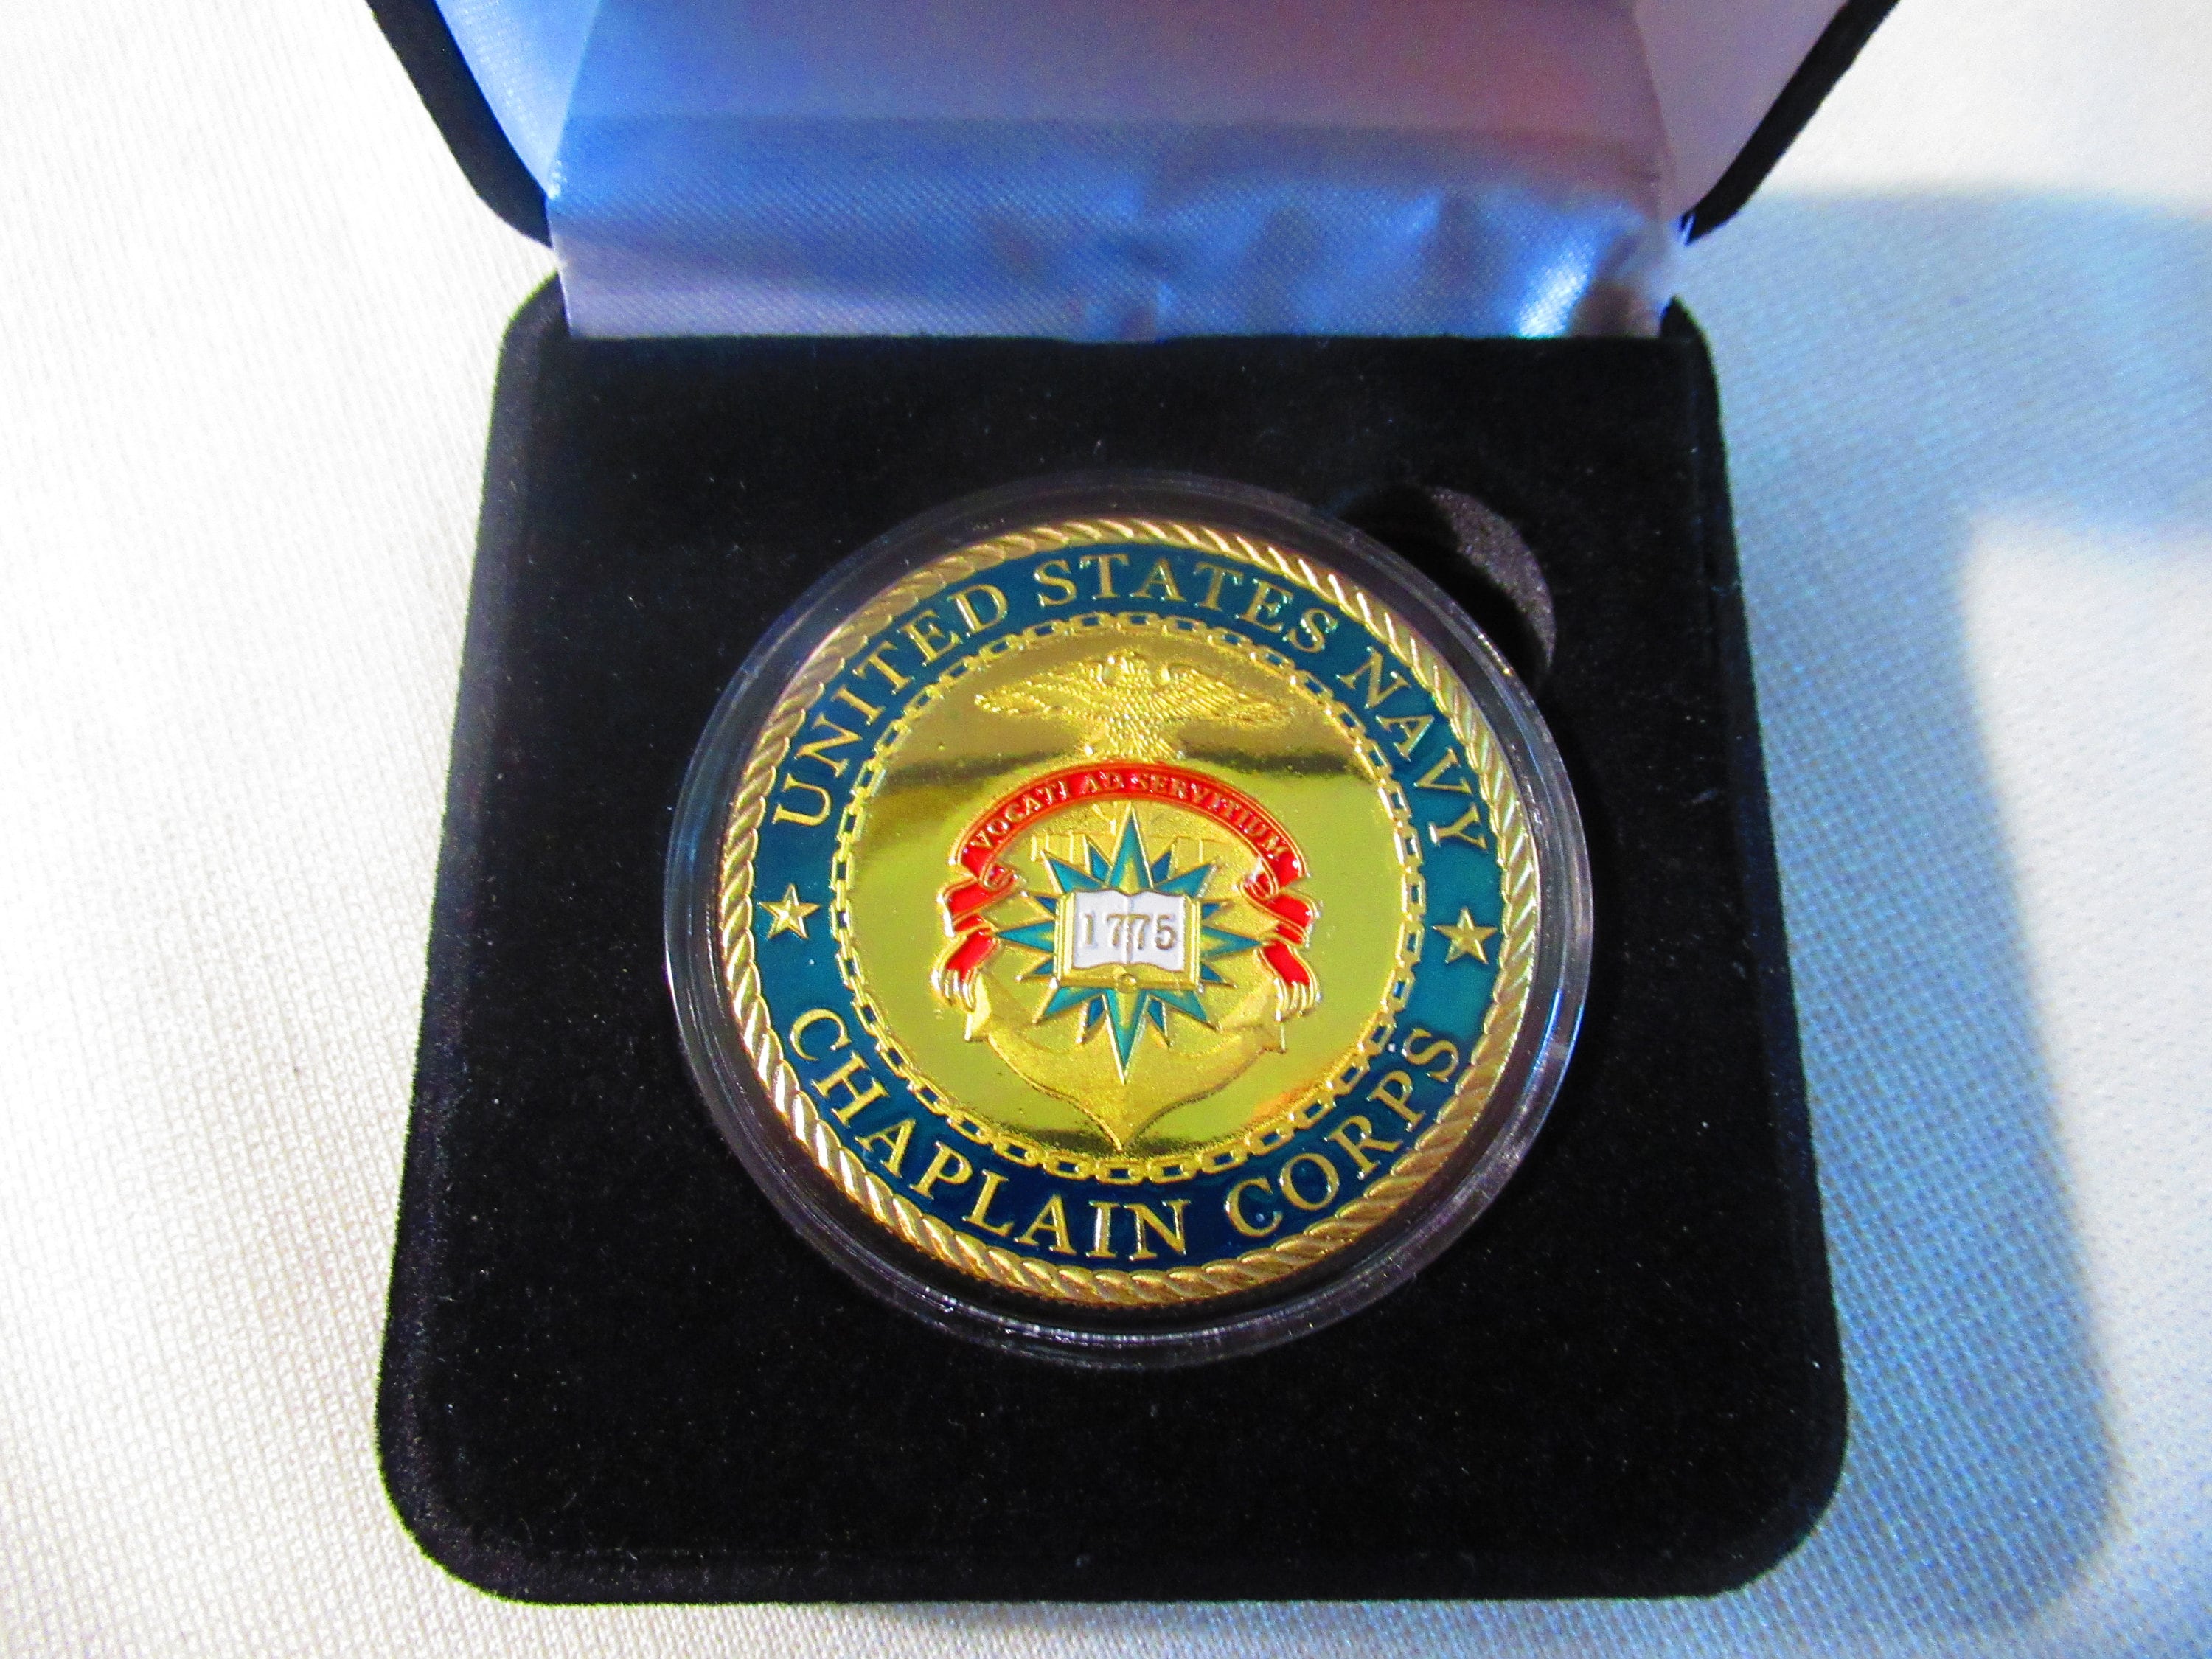 UNITED STATES NAVY
VOCATI AD SERVITIUM
1775
CHAPLAIN CORPS